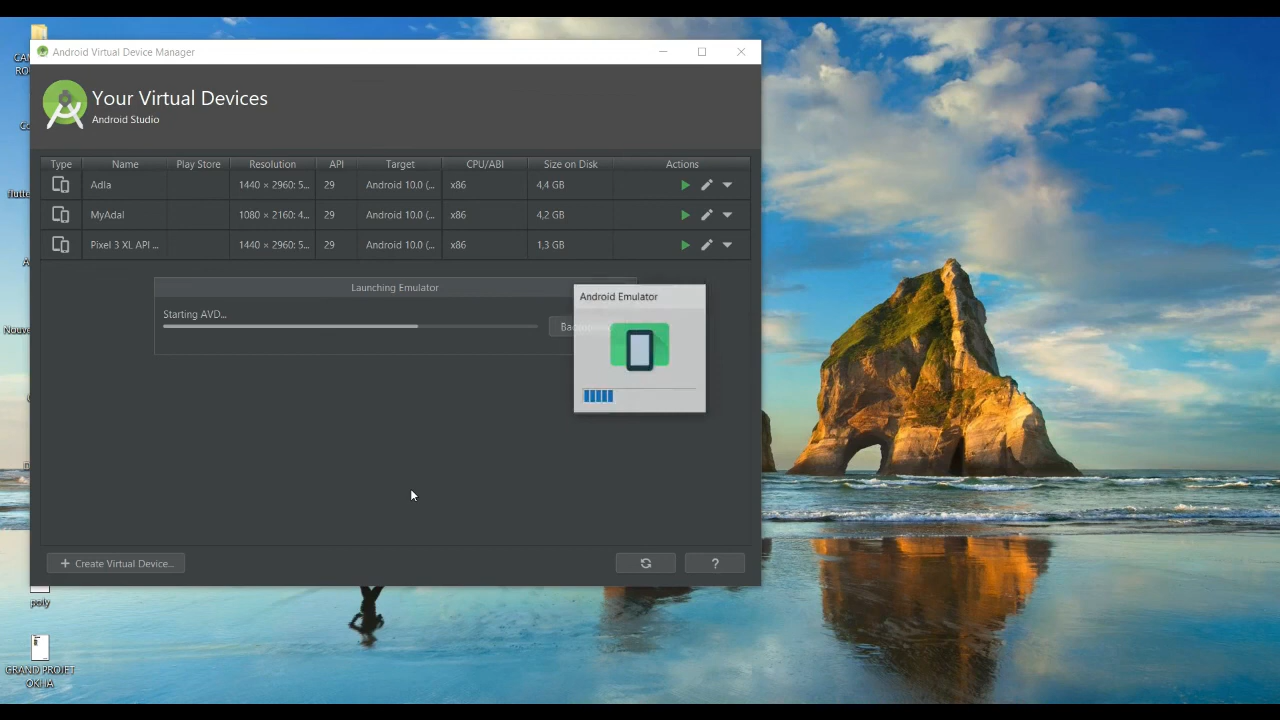 Android Virtual Device Manager
Your Virtual Devices
Android Studio
Type Name Play Store Resolution API Target CPU/ABI Size on Disk Actions
Adla 1440 × 2960: 5... 29 Android 10.0 (... x86 4,4 GB
MyAdal 1080 × 2160: 4... 29 Android 10.0 (... x86 4,2 GB
Pixel 3 XL API ... 1440 × 2960: 5... 29 Android 10.0 (... x86 1,3 GB
Launching Emulator
Starting AVD...
Android Emulator
+ Create Virtual Device...
?
poly
GRAND PROJET